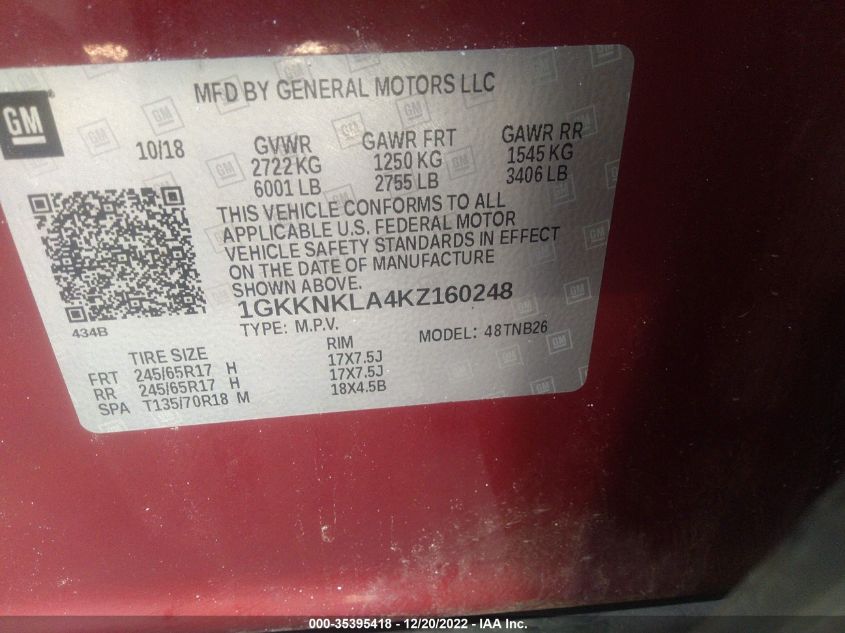 MFD BY GENERAL MOTORS LLC
GM
10/18 GVWR GAWR FRT GAWR RR
2722 KG 1250 KG 1545 KG
6001 LB 2755 LB 3406 LB
THIS VEHICLE CONFORMS TO ALL
APPLICABLE U.S. FEDERAL MOTOR
VEHICLE SAFETY STANDARDS IN EFFECT
ON THE DATE OF MANUFACTURE
SHOWN ABOVE.
1GKKNKLA4KZ160248
434B
TYPE: M.P.V. MODEL: 48TNB26
TIRE SIZE RIM
FRT 245/65R17 H 17X7.5J
RR 245/65R17 H 17X7.5J
SPA T135/70R18 M 18X4.5B
000-35395418 - 12/20/2022 - IAA Inc.